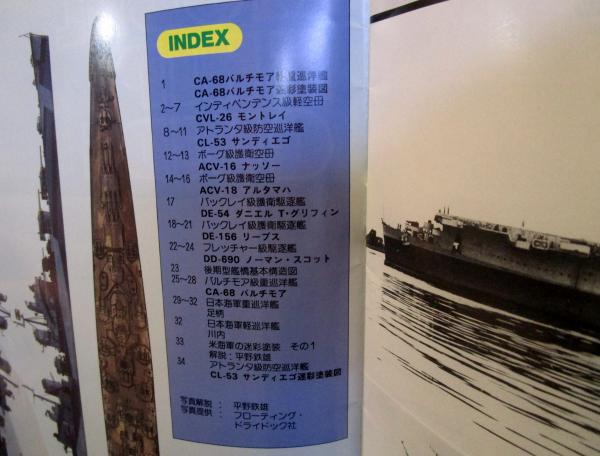 INDEX
1 CA-68バルチモア級重巡洋艦
CA-68バルチモア迷彩塗装図
2〜7 インディペンデンス級軽空母
CVL-26 モントレイ
8〜11 アトランタ級防空巡洋艦
CL-53 サンディエゴ
12〜13 ボーグ級護衛空母
ACV-16 ナッソー
14〜16 ボーグ級護衛空母
ACV-18 アルタマハ
17 バックレイ級護衛駆逐艦
DE-54 ダニエル T・グリフィン
18〜21 バックレイ級護衛駆逐艦
DE-156 リーブス
22〜24 フレッチャー級駆逐艦
DD-690 ノーマン・スコット
23 後期型艦橋基本構造図
25〜28 バルチモア級重巡洋艦
CA-68 バルチモア
29〜32 日本海軍重巡洋艦
足柄
32 日本海軍軽巡洋艦
川内
33 米海軍の迷彩塗装 その1
解説：平野鉄雄
34 アトランタ級防空巡洋艦
CL-53 サンディエゴ迷彩塗装図
写真解説： 平野鉄雄
写真提供： フローティング・
ドライドック社